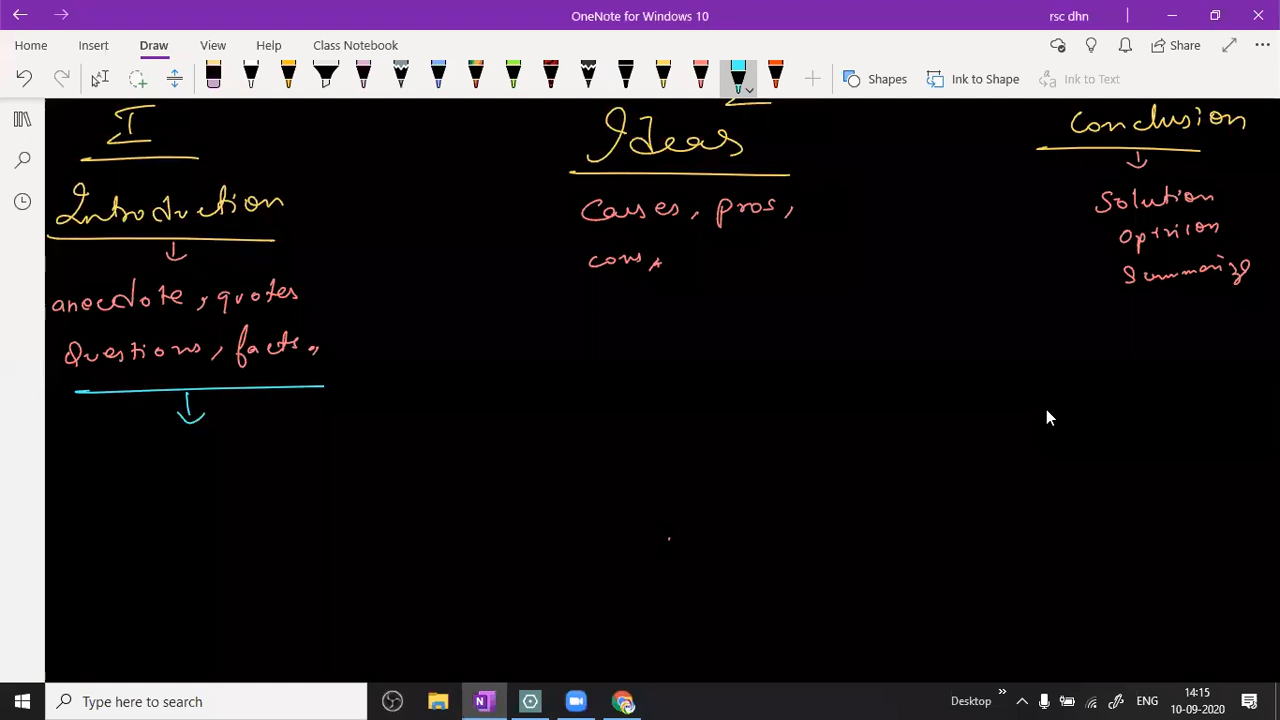 OneNote for Windows 10
rsc dhn
Home Insert Draw View Help Class Notebook
Share
Shapes
Ink to Shape
Ink to Text
I
Introduction
anecdote, quotes
Questions, facts.
Ideas
Causes, pros,
cons,
Conclusion
Solution
Opinion
Summarize
Type here to search
Desktop
ENG
14:15
10-09-2020